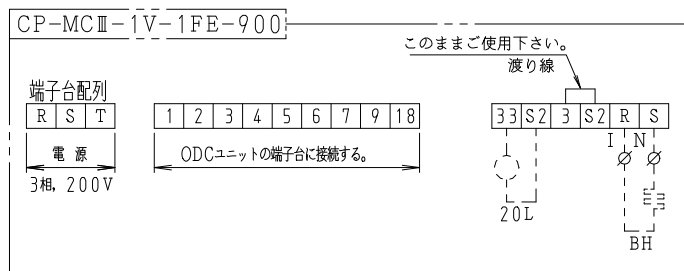 CP-MCⅢ-1V-1FE-900
このままご使用下さい。
渡り線
端子台配列
R S T
1 2 3 4 5 6 7 9 18
33 S2 3 S2 R S
I N
電源
ODCユニットの端子台に接続する。
3相, 200V
20L
BH